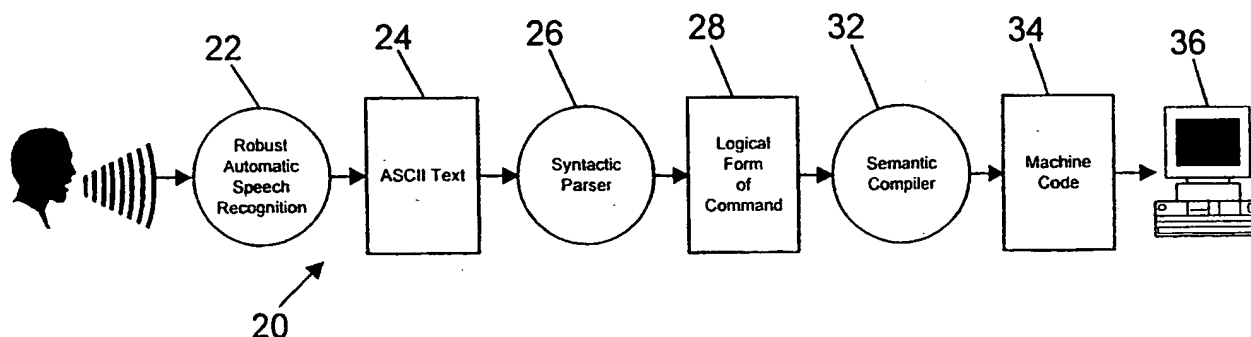 22
24
26
28
32
34
36
Robust
Automatic
Speech
Recognition
ASCII Text
Syntactic
Parser
Logical
Form
of
Command
Semantic
Compiler
Machine
Code
20